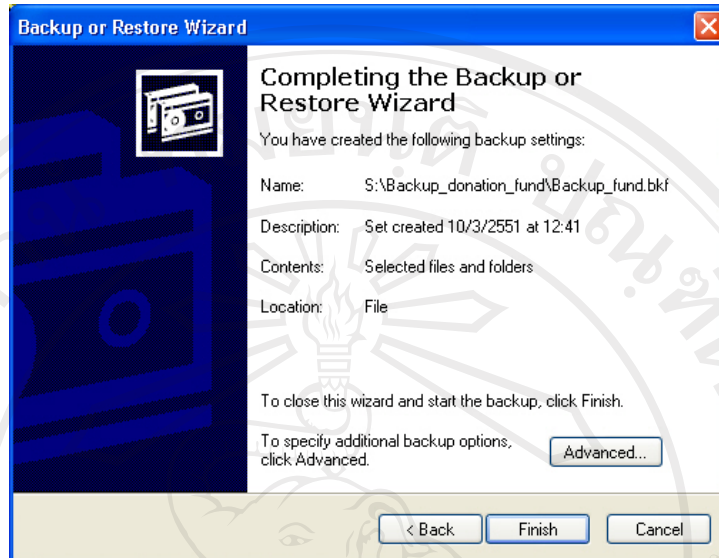 Backup or Restore Wizard
Completing the Backup or
Restore Wizard
You have created the following backup settings:
Name: S:\Backup_donation_fund\Backup_fund.bkf
Description: Set created 10/3/2551 at 12:41
Contents: Selected files and folders
Location: File
To close this wizard and start the backup, click Finish.
To specify additional backup options,
click Advanced.
Advanced...
< Back Finish Cancel